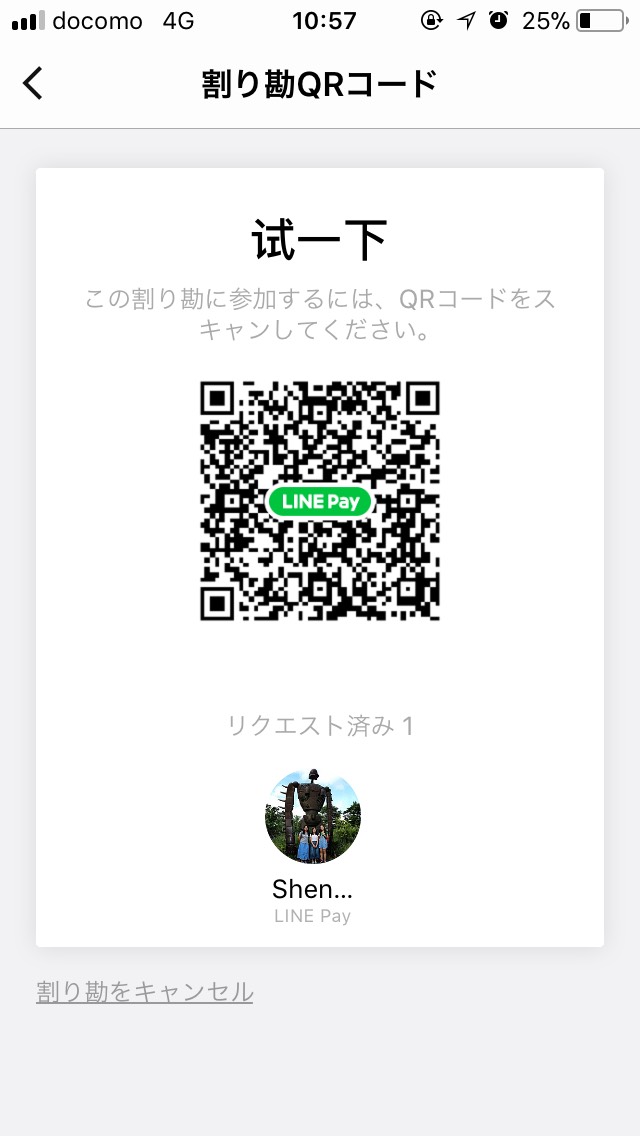 docomo 4G 10:57 25%
割り勘QRコード
试一下
この割り勘に参加するには、QRコードをス
キャンしてください。
LINE Pay
リクエスト済み 1
Shen...
LINE Pay
割り勘をキャンセル